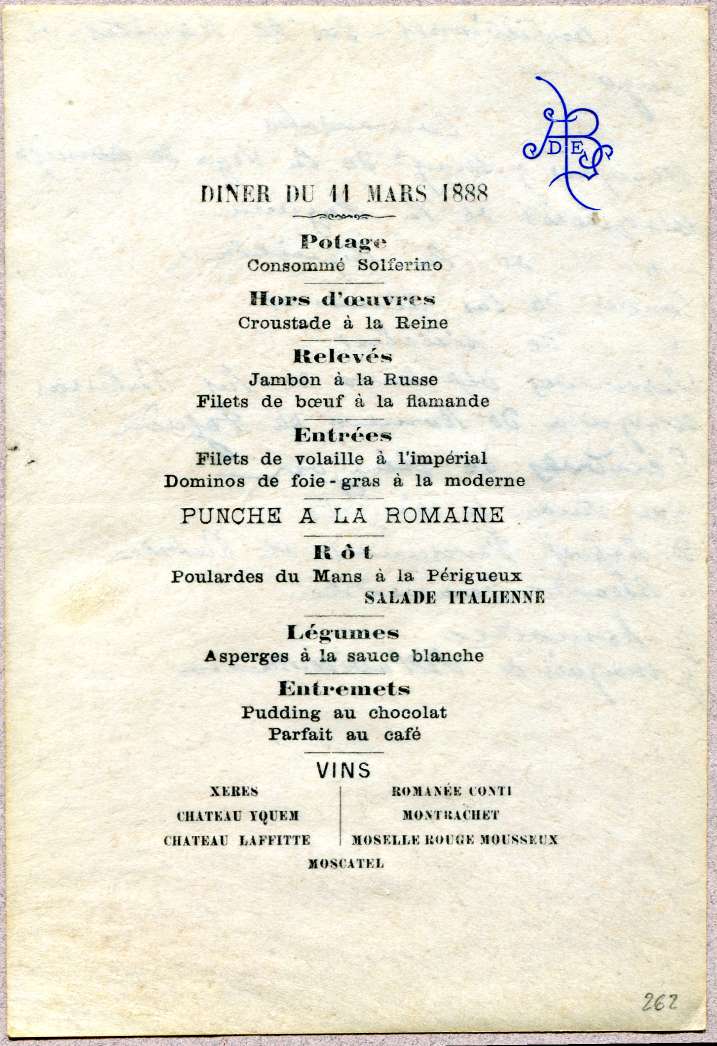 DINER DU 11 MARS 1888
Potage
Consommé Solferino
Hors d'œuvres
Croustade à la Reine
Relevés
Jambon à la Russe
Filets de bœuf à la flamande
Entrées
Filets de volaille à l'impérial
Dominos de foie-gras à la moderne
PUNCHE A LA ROMAINE
Rôt
Poulardes du Mans à la Périgueux
SALADE ITALIENNE
Légumes
Asperges à la sauce blanche
Entremets
Pudding au chocolat
Parfait au café
VINS
XERES
CHATEAU YQUEM
CHATEAU LAFFITTE
ROMANÉE CONTI
MONTRACHET
MOSELLE ROUGE MOUSSEUX
MOSCATEL
262